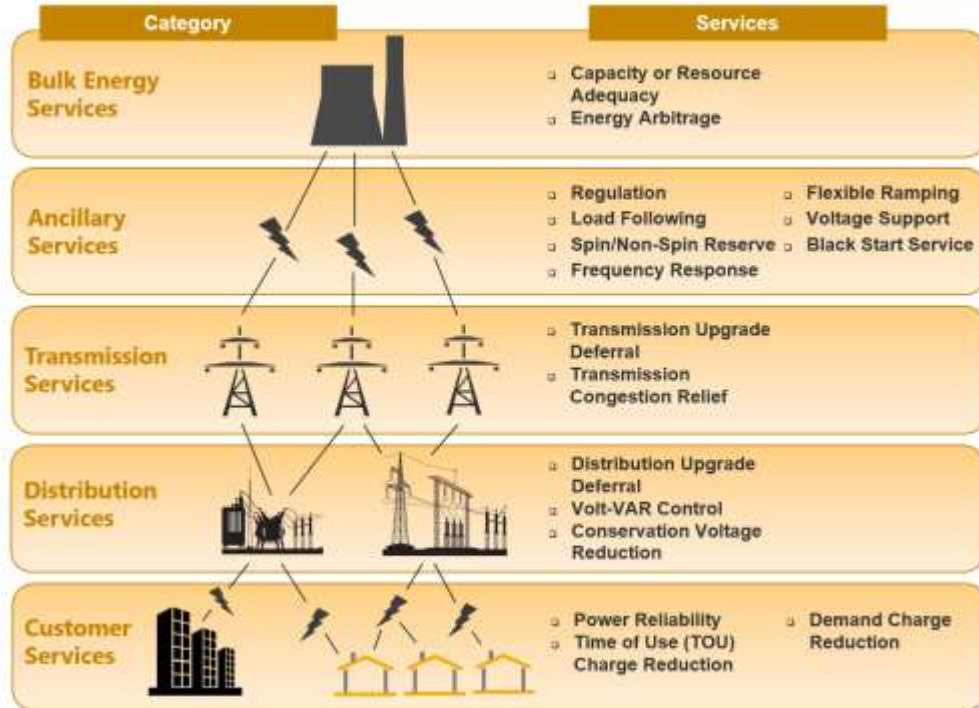 Category
Services
Bulk Energy
Services
Capacity or Resource
Adequacy
Energy Arbitrage
Ancillary
Services
Regulation
Load Following
Spin/Non-Spin Reserve
Frequency Response
Flexible Ramping
Voltage Support
Black Start Service
Transmission
Services
Transmission Upgrade
Deferral
Transmission
Congestion Relief
Distribution
Services
Distribution Upgrade
Deferral
Volt-VAR Control
Conservation Voltage
Reduction
Customer
Services
Power Reliability
Time of Use (TOU)
Charge Reduction
Demand Charge
Reduction